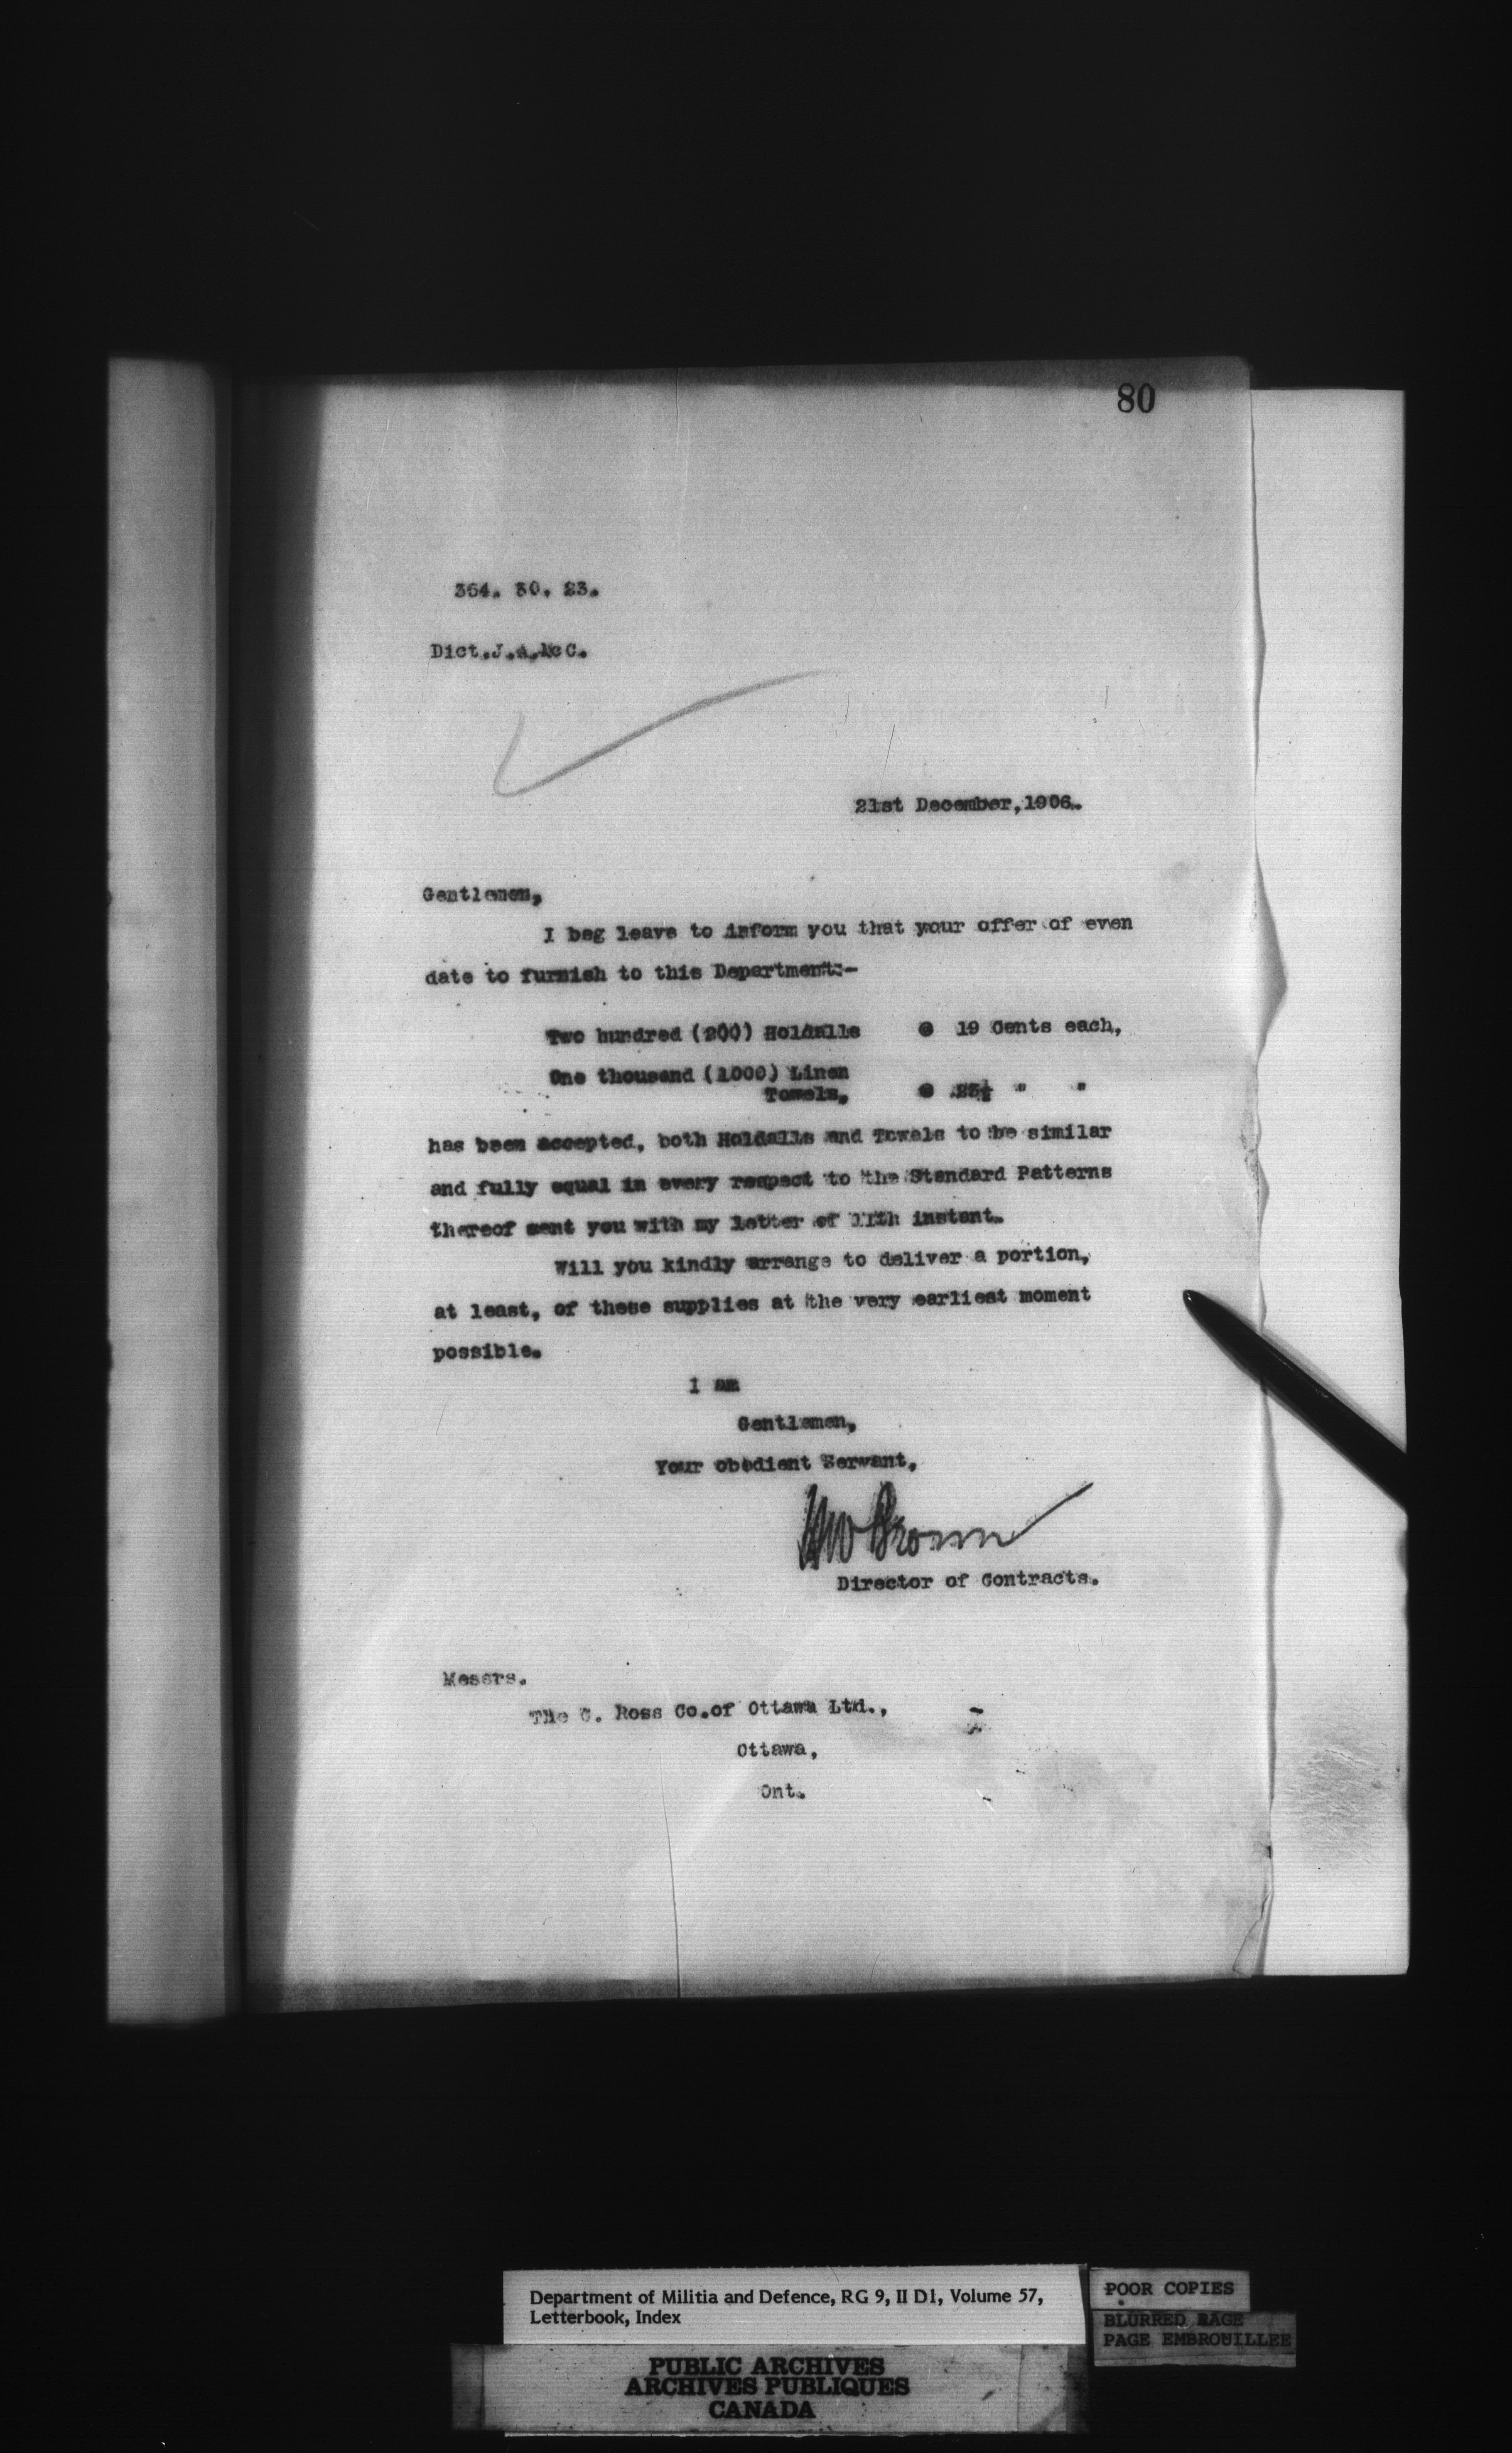 80
364. 30. 23.
Dict.J.A.McC.
21st December,1906.
Gentlemen,
I beg leave to inform you that your offer of even
date to furnish to this Department:-
Two hundred (200) Holdalls @ 19 Cents each,
One thousand (1000) Linen
Towels, @ .23½ " "
has been accepted, both Holdalls and Towels to be similar
and fully equal in every respect to the Standard Patterns
thereof sent you with my letter of 11th instant.
Will you kindly arrange to deliver a portion,
at least, of these supplies at the very earliest moment
possible.
I am
Gentlemen,
Your obedient Servant,
HW Brown
Director of Contracts.
Messrs.
The C. Ross Co.of Ottawa Ltd.,
Ottawa,
Ont.
Department of Militia and Defence, RG 9, II D1, Volume 57,
Letterbook, Index
POOR COPIES
BLURRED PAGE
PAGE EMBROUILLEE
PUBLIC ARCHIVES
ARCHIVES PUBLIQUES
CANADA